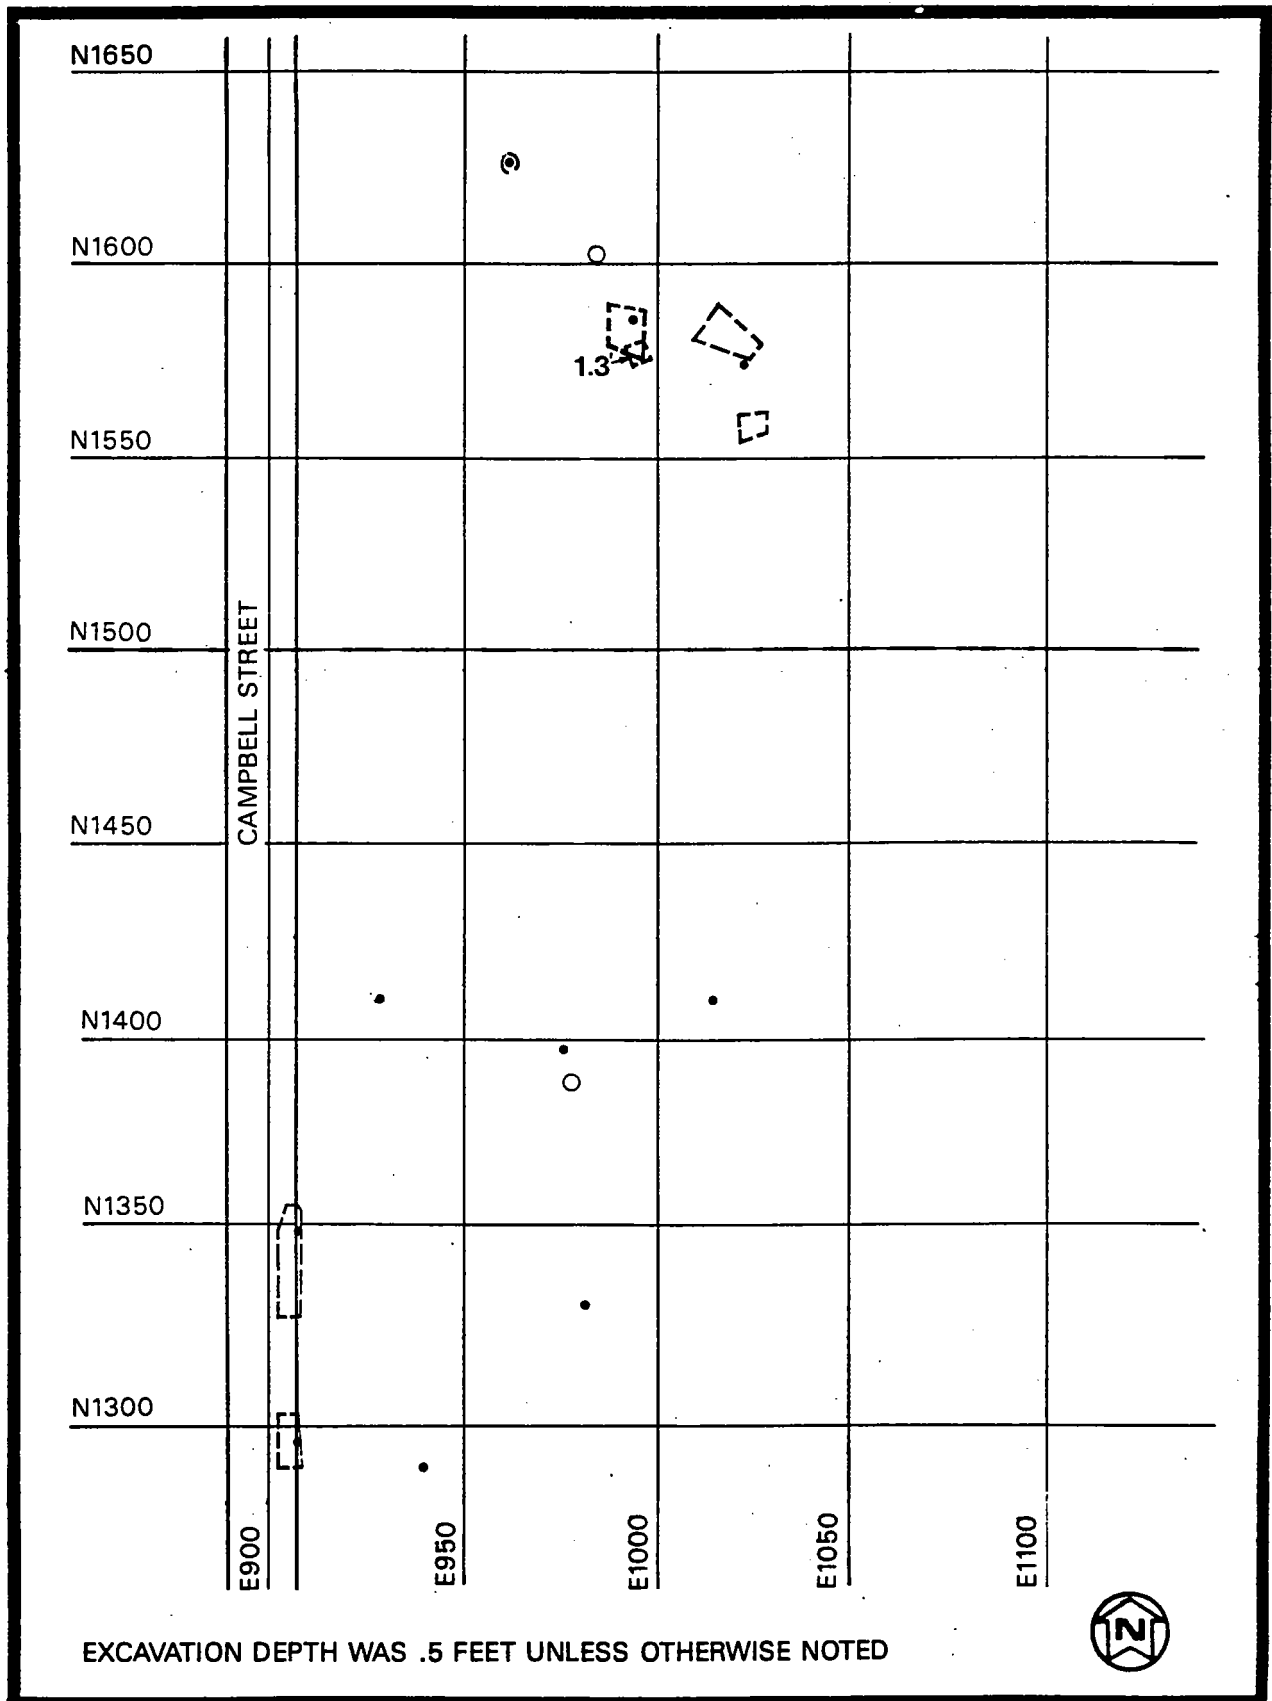 N1650
N1600
1.3
N1550
N1500
CAMPBELL STREET
N1450
N1400
N1350
N1300
E900
E950
E1000
E1050
E1100
EXCAVATION DEPTH WAS .5 FEET UNLESS OTHERWISE NOTED
N